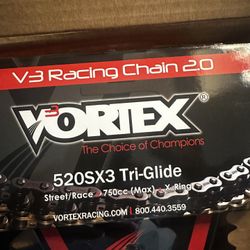 V3 Racing Chain 2.0
V3ORTEX®
The Choice of Champions
520SX3 Tri-Glide
Street/Race - 750cc (Max) - X-Ring
VORTEXRACING.COM | 800.440.3559